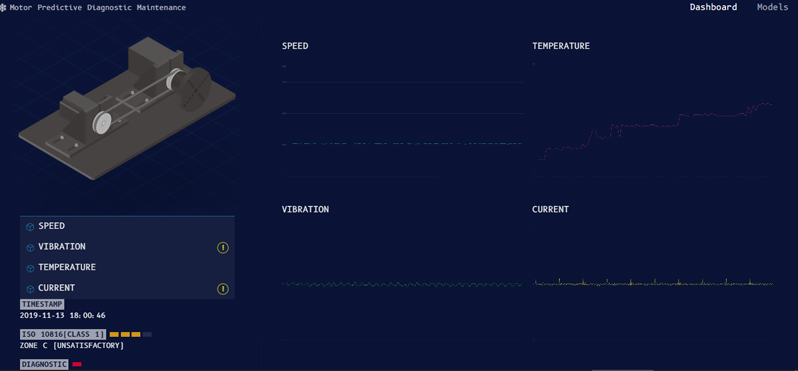 Motor Predictive Diagnostic Maintenance
Dashboard
Models
SPEED
VIBRATION
TEMPERATURE
CURRENT
TIMESTAMP
2019-11-13 18:00:46
ISO 10816[CLASS 1]
ZONE C [UNSATISFACTORY]
DIAGNOSTIC
SPEED
TEMPERATURE
VIBRATION
CURRENT